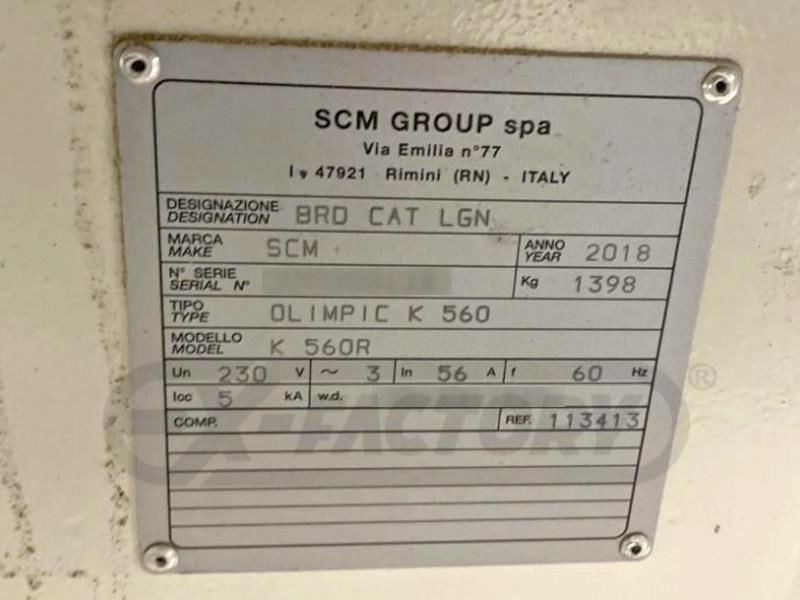 SCM GROUP spa
Via Emilia n°77
I, 47921 Rimini (RN) - ITALY
DESIGNAZIONE
DESIGNATION BRD CAT LGN
MARCA
MAKE SCM
ANNO
YEAR 2018
N° SERIE
SERIAL N°
Kg 1398
TIPO
TYPE OLIMPIC K 560
MODELLO
MODEL K 560R
Un 230 V ~ 3 In 56 A f 60 Hz
Icc 5 kA w.d.
COMP. REF. 113413
EX-FACTORY ®